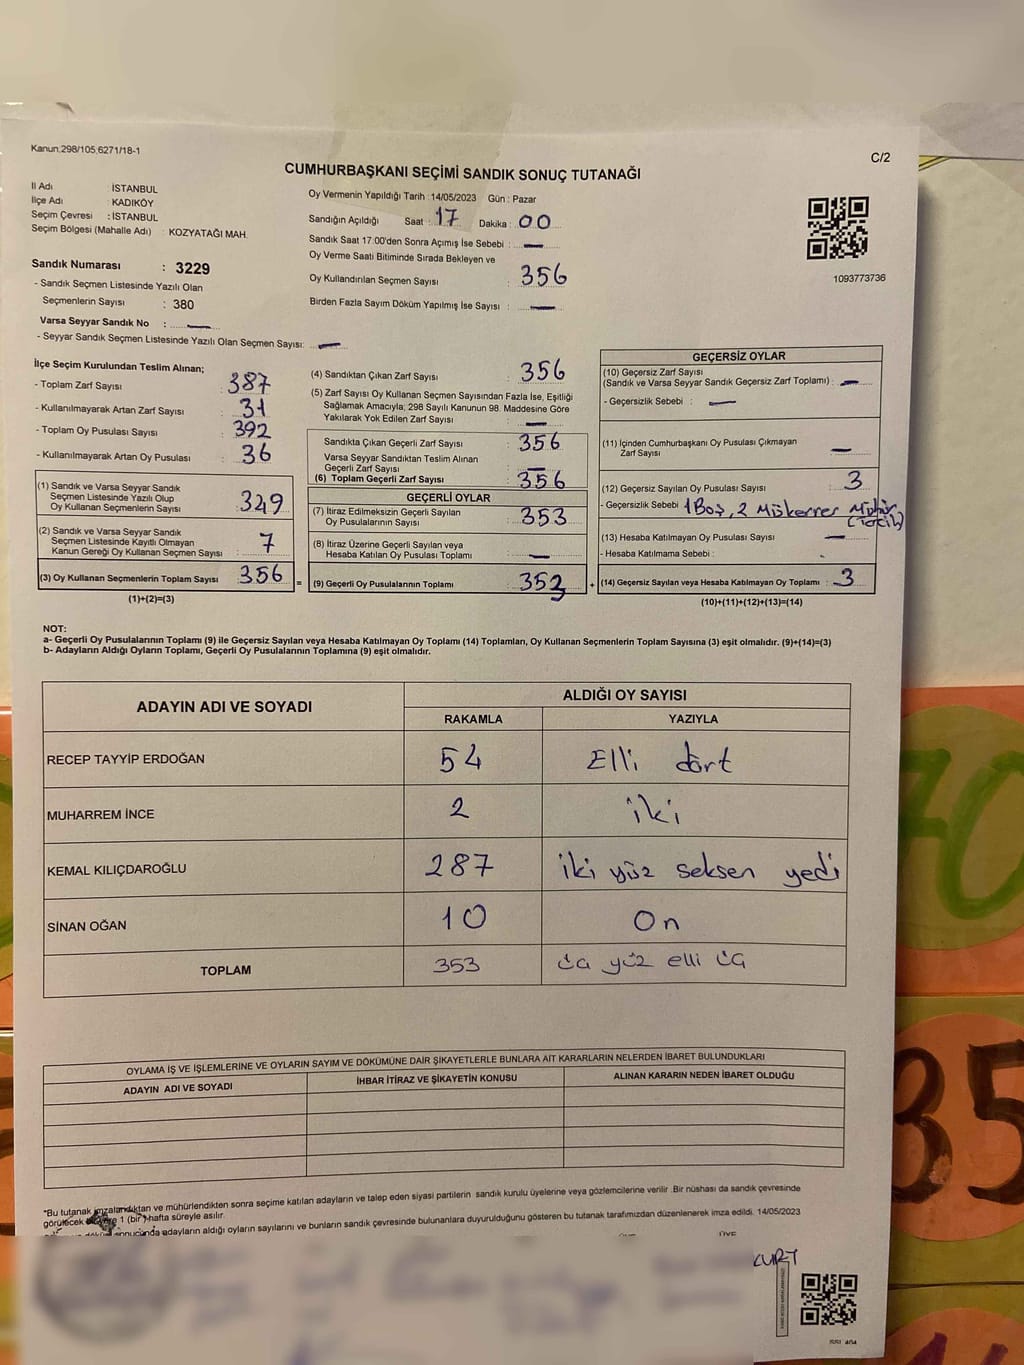 Kanun.298/105,6271/18-1
C/2
CUMHURBAŞKANI SEÇİMİ SANDIK SONUÇ TUTANAĞI
İl Adı : İSTANBUL
İlçe Adı : KADIKÖY
Seçim Çevresi : İSTANBUL
Seçim Bölgesi (Mahalle Adı) : KOZYATAĞI MAH.
Sandık Numarası : 3229
- Sandık Seçmen Listesinde Yazılı Olan
Seçmenlerin Sayısı : 380
Varsa Seyyar Sandık No : —
- Seyyar Sandık Seçmen Listesinde Yazılı Olan Seçmen Sayısı: —
Oy Vermenin Yapıldığı Tarih : 14/05/2023 Gün : Pazar
Sandığın Açıldığı Saat : 17 Dakika : 00
Sandık Saat 17:00'den Sonra Açımış İse Sebebi : —
Oy Verme Saati Bitiminde Sırada Bekleyen ve
Oy Kullandırılan Seçmen Sayısı : 356
Birden Fazla Sayım Döküm Yapılmış İse Sayısı : —
1093773736
İlçe Seçim Kurulundan Teslim Alınan;
- Toplam Zarf Sayısı : 387
- Kullanılmayarak Artan Zarf Sayısı : 31
- Toplam Oy Pusulası Sayısı : 392
- Kullanılmayarak Artan Oy Pusulası : 36
(1) Sandık ve Varsa Seyyar Sandık
Seçmen Listesinde Yazılı Olup
Oy Kullanan Seçmenlerin Sayısı : 349
(2) Sandık ve Varsa Seyyar Sandık
Seçmen Listesinde Kayıtlı Olmayan
Kanun Gereği Oy Kullanan Seçmen Sayısı : 7
(3) Oy Kullanan Seçmenlerin Toplam Sayısı : 356
(1)+(2)=(3)
=
(4) Sandıktan Çıkan Zarf Sayısı : 356
(5) Zarf Sayısı Oy Kullanan Seçmen Sayısından Fazla İse, Eşitliği
Sağlamak Amacıyla; 298 Sayılı Kanunun 98. Maddesine Göre
Yakılarak Yok Edilen Zarf Sayısı : —
Sandıkta Çıkan Geçerli Zarf Sayısı : 356
Varsa Seyyar Sandıktan Teslim Alınan
Geçerli Zarf Sayısı : —
(6) Toplam Geçerli Zarf Sayısı : 356
GEÇERLİ OYLAR
(7) İtiraz Edilmeksizin Geçerli Sayılan
Oy Pusulalarının Sayısı : 353
(8) İtiraz Üzerine Geçerli Sayılan veya
Hesaba Katılan Oy Pusulası Toplamı : —
(9) Geçerli Oy Pusulalarının Toplamı : 353
+
GEÇERSİZ OYLAR
(10) Geçersiz Zarf Sayısı
(Sandık ve Varsa Seyyar Sandık Geçersiz Zarf Toplamı) : —
- Geçersizlik Sebebi : —
(11) İçinden Cumhurbaşkanı Oy Pusulası Çıkmayan
Zarf Sayısı : —
(12) Geçersiz Sayılan Oy Pusulası Sayısı : 3
- Geçersizlik Sebebi : 1 Boş, 2 Mükerrer Mühür
(Tercih)
(13) Hesaba Katılmayan Oy Pusulası Sayısı : —
- Hesaba Katılmama Sebebi :
(14) Geçersiz Sayılan veya Hesaba Katılmayan Oy Toplamı : 3
(10)+(11)+(12)+(13)=(14)
NOT:
a- Geçerli Oy Pusulalarının Toplamı (9) ile Geçersiz Sayılan veya Hesaba Katılmayan Oy Toplamı (14) Toplamları, Oy Kullanan Seçmenlerin Toplam Sayısına (3) eşit olmalıdır. (9)+(14)=(3)
b- Adayların Aldığı Oyların Toplamı, Geçerli Oy Pusulalarının Toplamına (9) eşit olmalıdır.
ADAYIN ADI VE SOYADI
ALDIĞI OY SAYISI
RAKAMLA YAZIYLA
RECEP TAYYİP ERDOĞAN 54 Elli dört
MUHARREM İNCE 2 iki
KEMAL KILIÇDAROĞLU 287 iki yüz seksen yedi
SİNAN OĞAN 10 On
TOPLAM 353 üç yüz elli üç
OYLAMA İŞ VE İŞLEMLERİNE VE OYLARIN SAYIM VE DÖKÜMÜNE DAİR ŞİKAYETLERLE BUNLARA AİT KARARLARIN NELERDEN İBARET BULUNDUKLARI
ADAYIN ADI VE SOYADI İHBAR İTİRAZ VE ŞİKAYETİN KONUSU ALINAN KARARIN NEDEN İBARET OLDUĞU
*Bu tutanak imzalandıktan ve mühürlendikten sonra seçime katılan adayların ve talep eden siyasi partilerin sandık kurulu üyelerine veya gözlemcilerine verilir. Bir nüshası da sandık çevresinde
görülecek bir yere 1 (bir) hafta süreyle asılır.
sonucunda adayların aldığı oyların sayılarını ve bunların sandık çevresinde bulunanlara duyurulduğunu gösteren bu tutanak tarafımızdan düzenlenerek imza edildi. 14/05/2023
ÜYE ÜYE
KURT
70
35